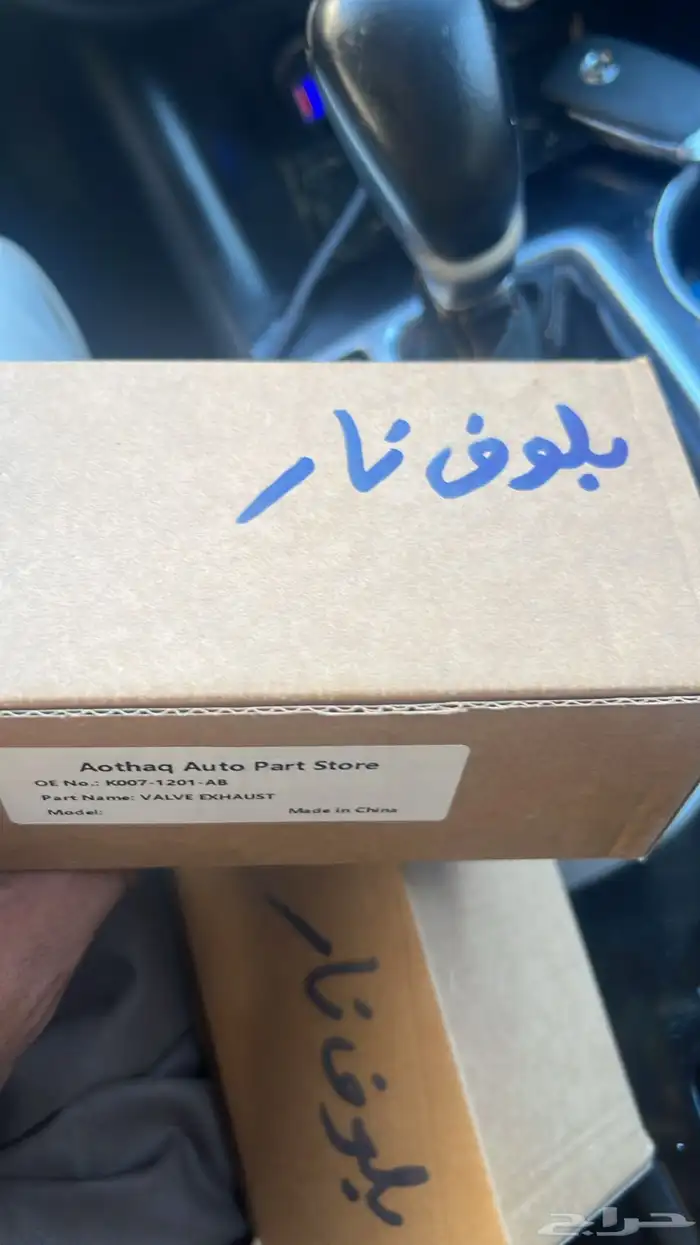 بلوف نار
Aothaq Auto Part Store
OE No.: K007-1201-AB
Part Name: VALVE EXHAUST
Model: Made in China
بلوف نار
حراج